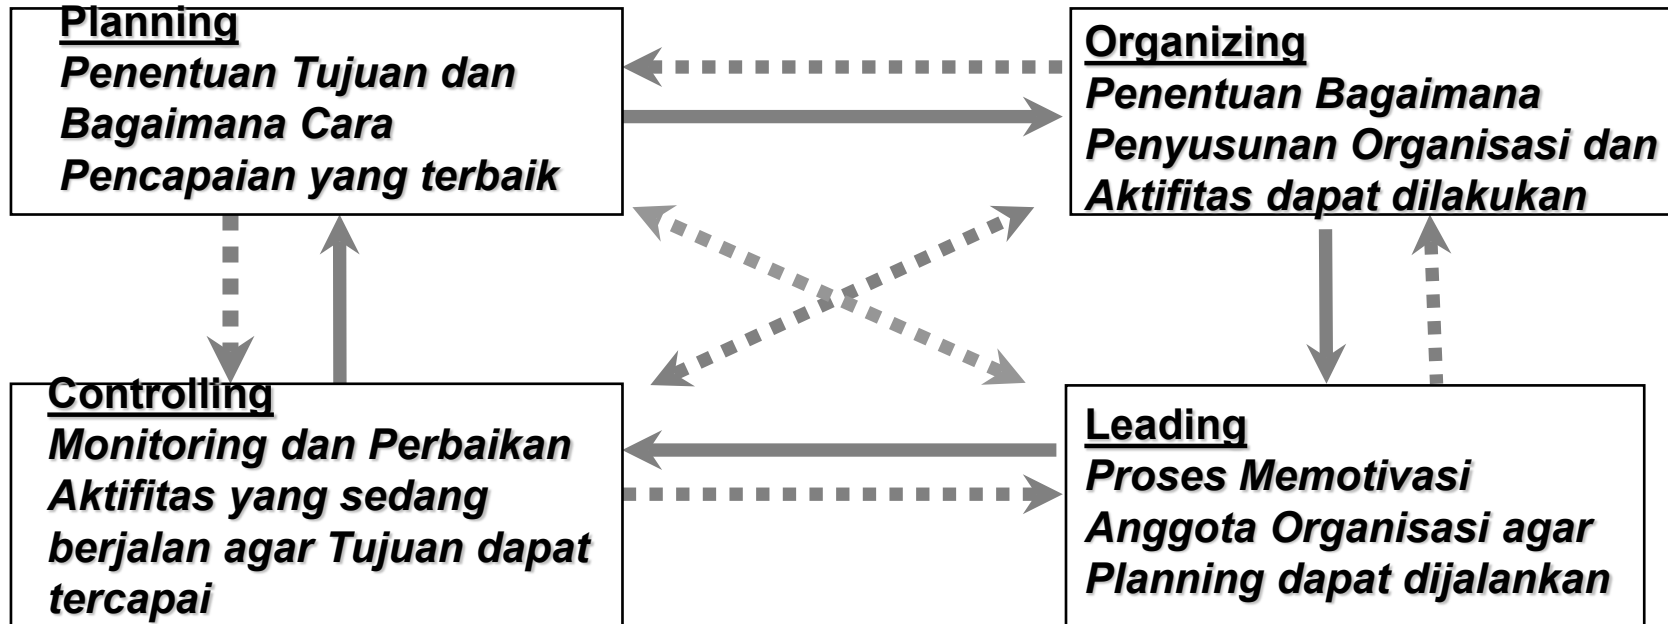 Planning
Penentuan Tujuan dan
Bagaimana Cara
Pencapaian yang terbaik
Organizing
Penentuan Bagaimana
Penyusunan Organisasi dan
Aktifitas dapat dilakukan
Controlling
Monitoring dan Perbaikan
Aktifitas yang sedang
berjalan agar Tujuan dapat
tercapai
Leading
Proses Memotivasi
Anggota Organisasi agar
Planning dapat dijalankan